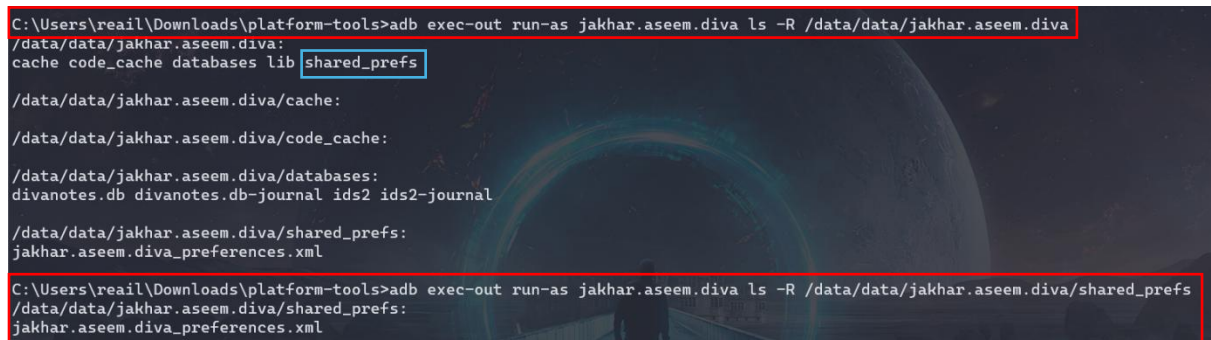 C:\Users\reail\Downloads\platform-tools>adb exec-out run-as jakhar.aseem.diva ls -R /data/data/jakhar.aseem.diva
/data/data/jakhar.aseem.diva:
cache code_cache databases lib shared_prefs
/data/data/jakhar.aseem.diva/cache:
/data/data/jakhar.aseem.diva/code_cache:
/data/data/jakhar.aseem.diva/databases:
divanotes.db divanotes.db-journal ids2 ids2-journal
/data/data/jakhar.aseem.diva/shared_prefs:
jakhar.aseem.diva_preferences.xml
C:\Users\reail\Downloads\platform-tools>adb exec-out run-as jakhar.aseem.diva ls -R /data/data/jakhar.aseem.diva/shared_prefs
/data/data/jakhar.aseem.diva/shared_prefs:
jakhar.aseem.diva_preferences.xml